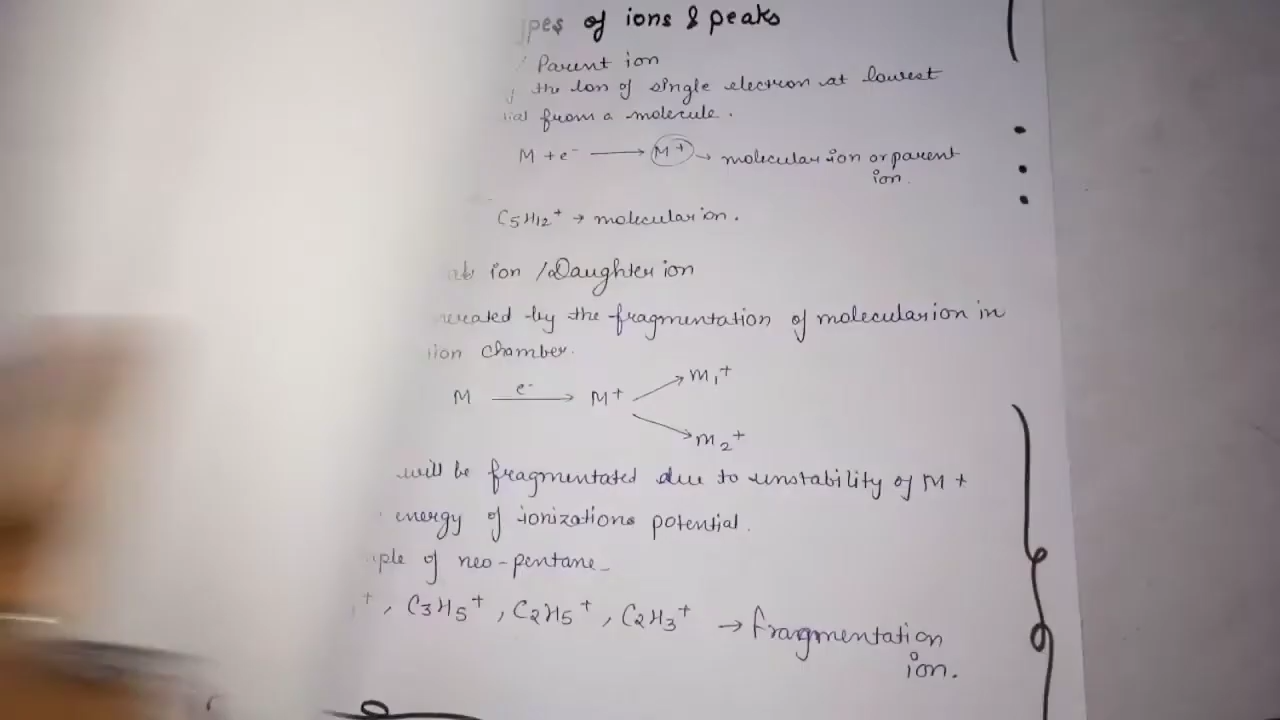 of ions & peaks
Parent ion
the lon of single electron at lowest
from a molecule.
M + e⁻ ⟶ M+ → molecular ion or parent
ion.
C5H12+ → molecular ion.
ion / Daughter ion
by the fragmentation of molecular ion in
chamber.
M e⁻ ⟶ M+ m1+
m2+
will be fragmentated due to unstability of M+
energy of ionizations potential.
of neo-pentane-
+, C3H5+, C2H5+, C2H3+ → fragmentation
ion.